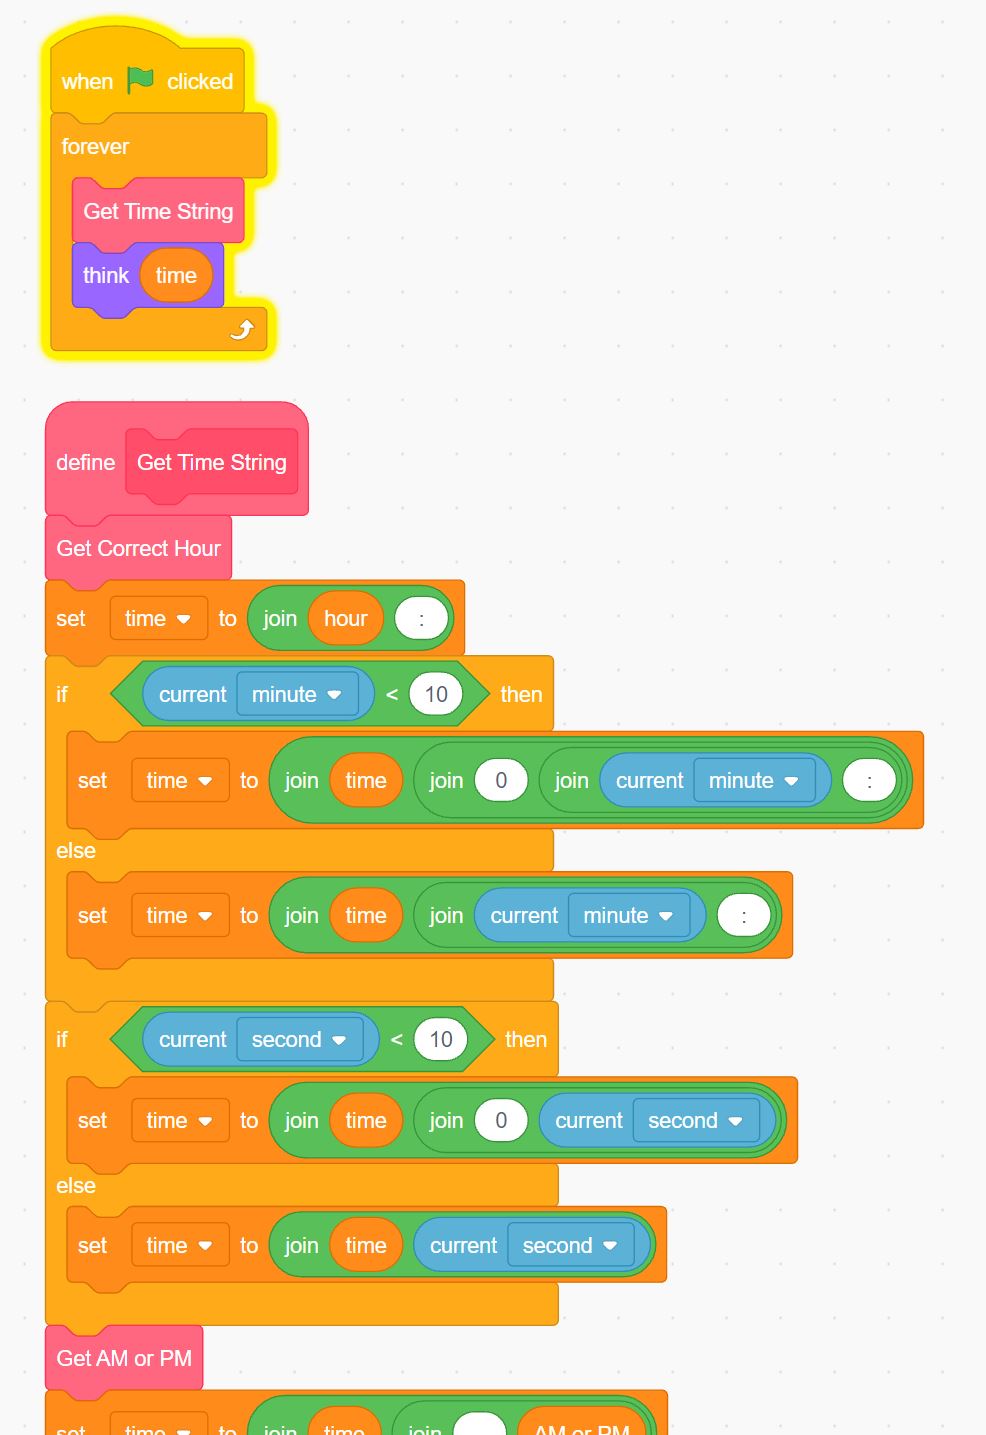 when clicked
forever
Get Time String
think time
define Get Time String
Get Correct Hour
set time to join hour :
if current minute < 10 then
set time to join time join 0 join current minute :
else
set time to join time join current minute :
if current second < 10 then
set time to join time join 0 current second
else
set time to join time current second
Get AM or PM
set time to join time join AM or PM